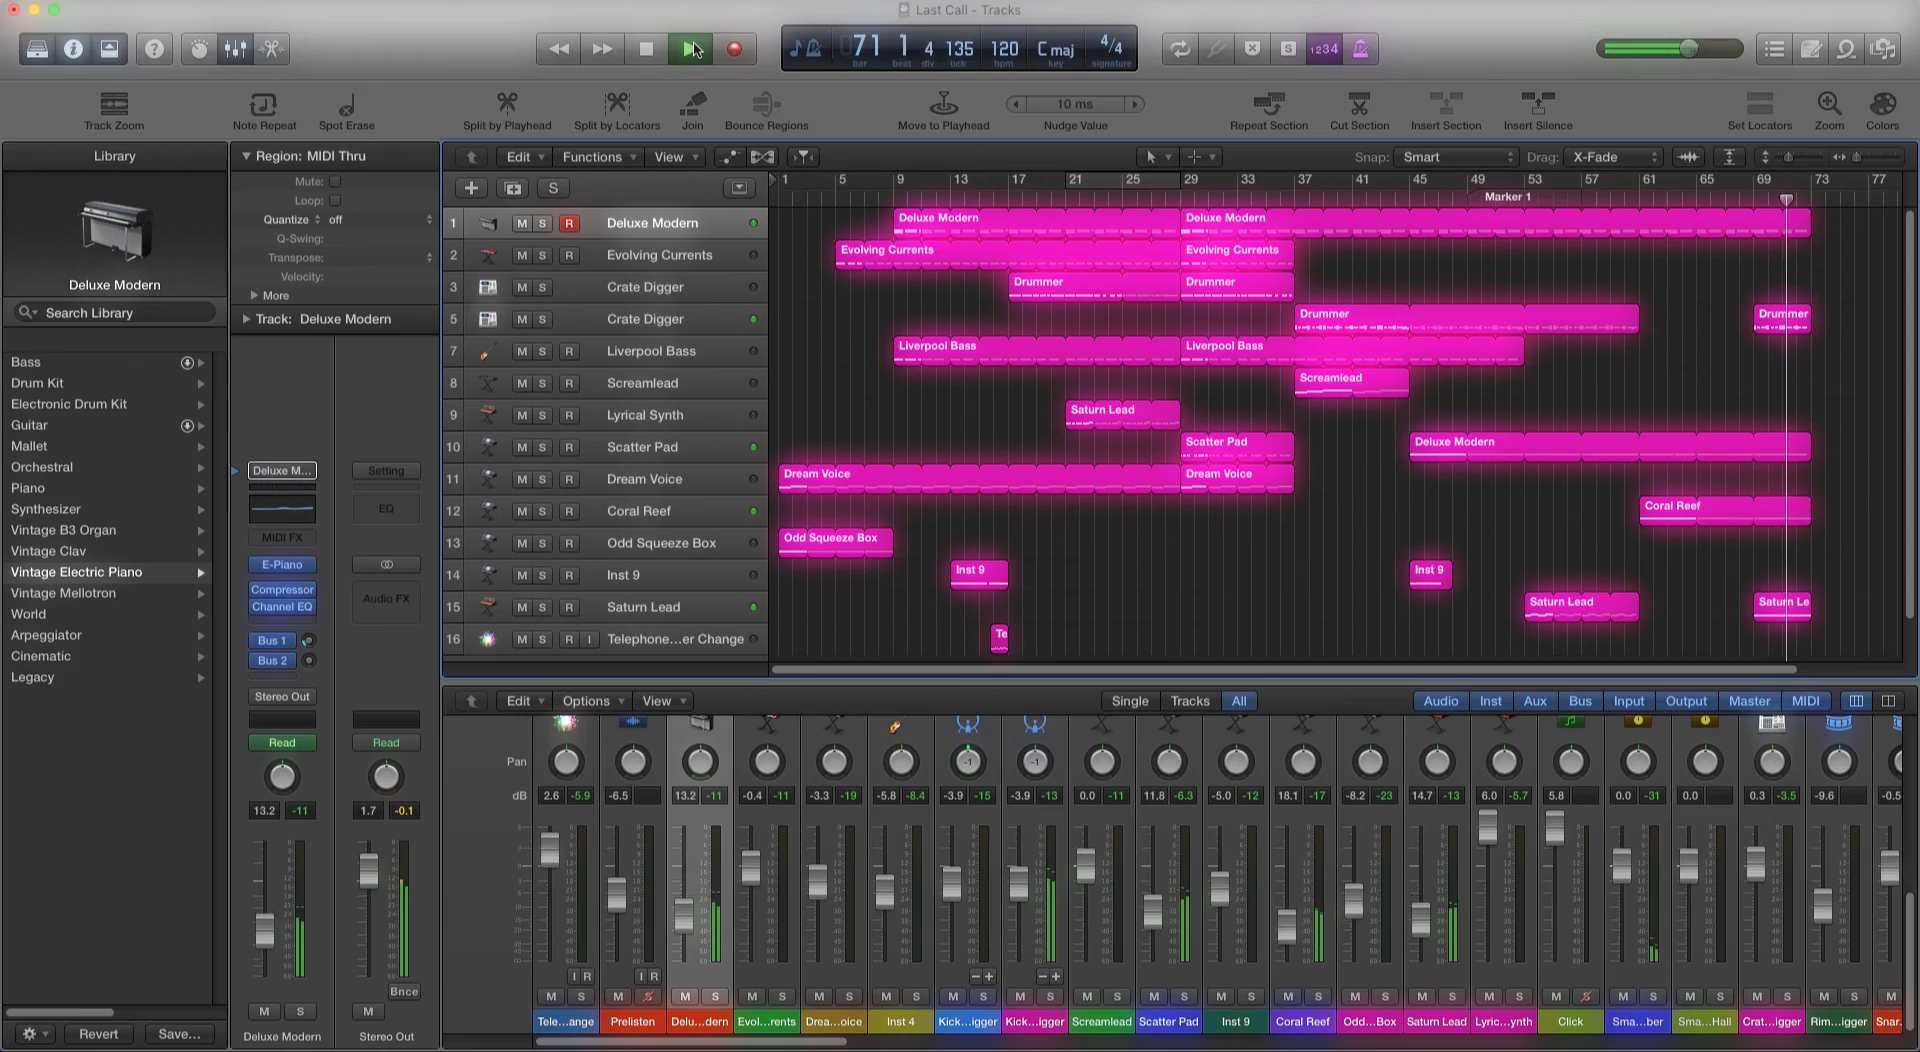 Last Call - Tracks
71 1 4 135 120 C maj 4/4
bar beat div tick bpm key signature
1234
Track Zoom Note Repeat Spot Erase Split by Playhead Split by Locators Join Bounce Regions Move to Playhead 10 ms Nudge Value Repeat Section Cut Section Insert Section Insert Silence Set Locators Zoom Colors
Library
Deluxe Modern
Search Library
Bass
Drum Kit
Electronic Drum Kit
Guitar
Mallet
Orchestral
Piano
Synthesizer
Vintage B3 Organ
Vintage Clav
Vintage Electric Piano
Vintage Mellotron
World
Arpeggiator
Cinematic
Legacy
Revert Save...
Region: MIDI Thru
Mute:
Loop:
Quantize off
Q-Swing:
Transpose:
Velocity:
More
Track: Deluxe Modern
Deluxe M... Setting
EQ
MIDI FX
E-Piano
Compressor
Channel EQ
Audio FX
Bus 1
Bus 2
Stereo Out
Read Read
13.2 -11 1.7 -0.1
Bnce
M S M
Deluxe Modern Stereo Out
Edit Functions View Snap: Smart Drag: X-Fade
S
1 5 9 13 17 21 25 29 33 37 41 45 49 53 57 61 65 69 73 77
Marker 1
1 M S R Deluxe Modern Deluxe Modern Deluxe Modern
2 M S R Evolving Currents Evolving Currents Evolving Currents
3 M S Crate Digger Drummer Drummer
5 M S Crate Digger Drummer Drummer
7 M S R Liverpool Bass Liverpool Bass Liverpool Bass
8 M S R Screamlead Screamlead
9 M S R Lyrical Synth Saturn Lead
10 M S R Scatter Pad Scatter Pad Deluxe Modern
11 M S R Dream Voice Dream Voice Dream Voice
12 M S R Coral Reef Coral Reef
13 M S R Odd Squeeze Box Odd Squeeze Box
14 M S R Inst 9 Inst 9 Inst 9
15 M S R Saturn Lead Saturn Lead Saturn Le
16 M S R I Telephone...er Change Te
Edit Options View Single Tracks All Audio Inst Aux Bus Input Output Master MIDI
Pan -1 -1
dB 2.6 -5.9 -6.5 13.2 -11 -0.4 -11 -3.3 -19 -5.8 -8.4 -3.9 -15 -3.9 -13 0.0 -11 11.8 -6.3 -5.0 -12 18.1 -17 -8.2 -23 14.7 -13 6.0 -5.7 5.8 0.0 -31 0.0 0.3 -3.5 -9.6 -0.5
I R I R
M S M S M S M S M S M S M S M S M S M S M S M S M S M S M S M S M S M S M S M S M
Tele...ange Prelisten Delu...dern Evol...rents Drea...oice Inst 4 Kick...igger Kick...igger Screamlead Scatter Pad Inst 9 Coral Reef Odd...Box Saturn Lead Lyric...ynth Click Sma...ber Sma...Hall Crat...igger Rim...igger Snar.